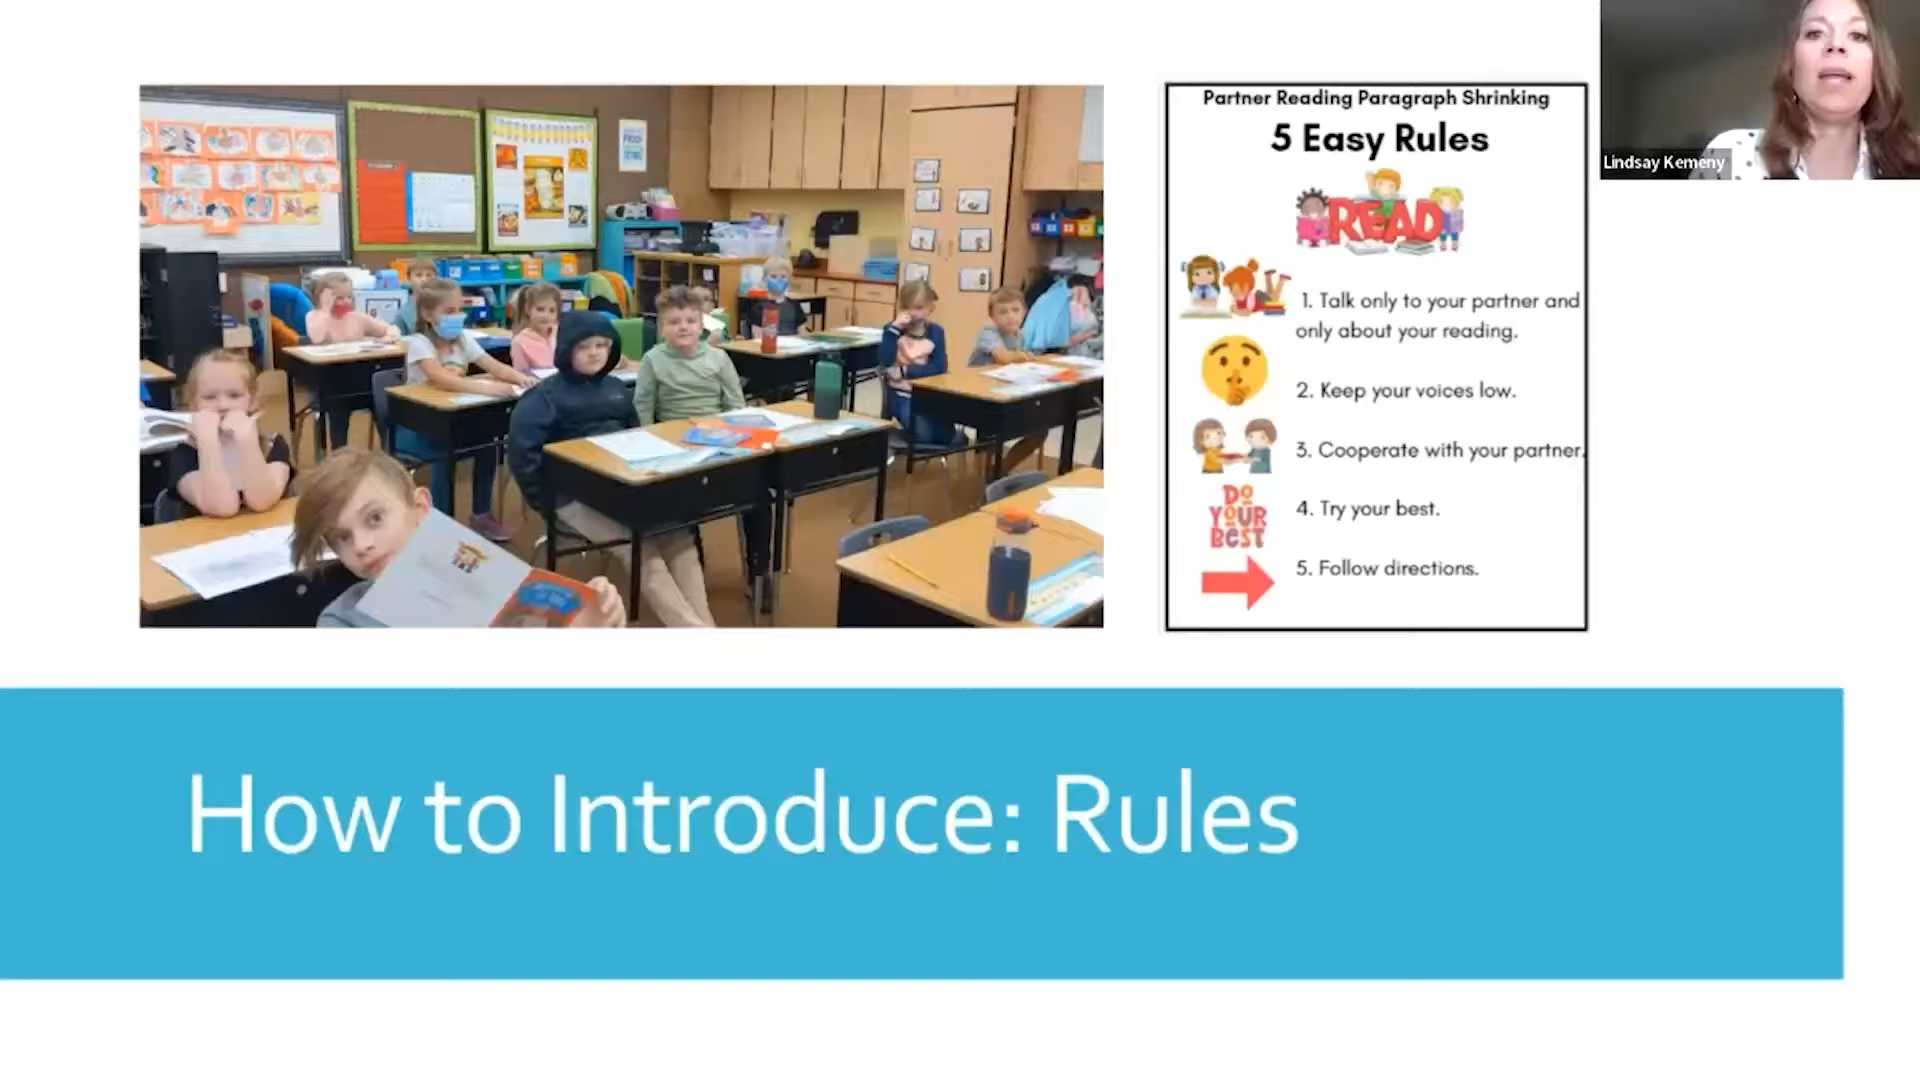 Partner Reading Paragraph Shrinking
5 Easy Rules
READ
1. Talk only to your partner and
only about your reading.
2. Keep your voices low.
3. Cooperate with your partner.
DO
YOUR
BEST
4. Try your best.
5. Follow directions.
Lindsay Kemeny
How to Introduce: Rules